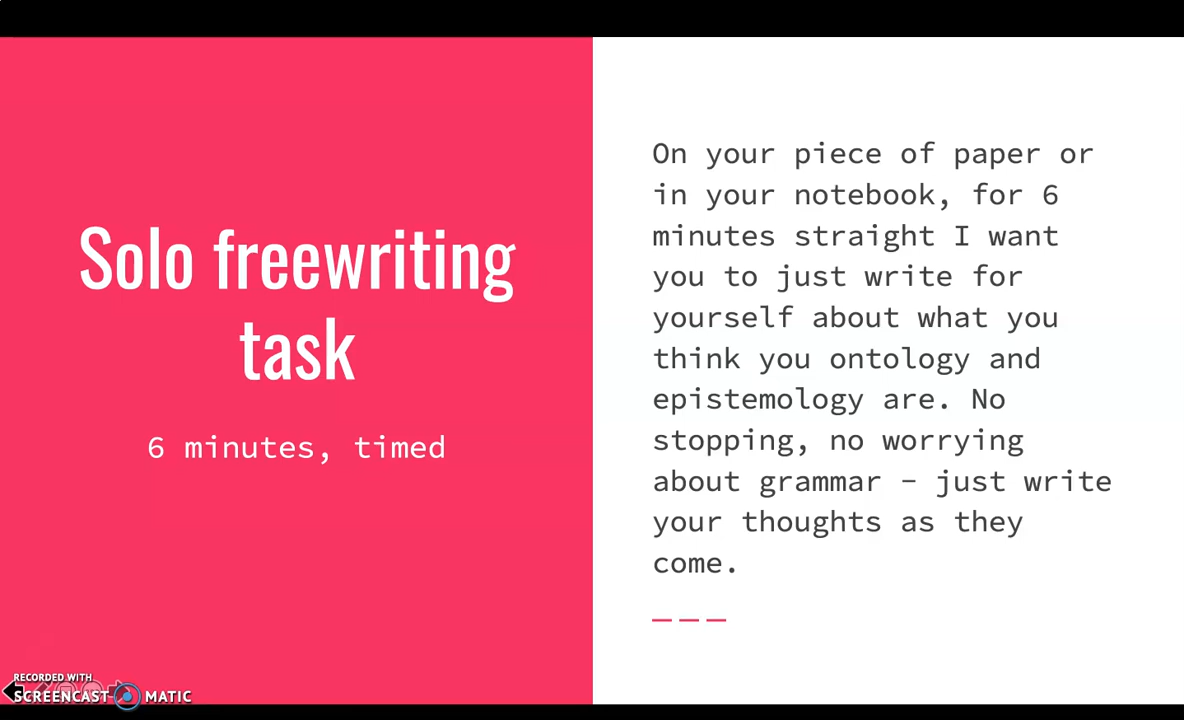 Solo freewriting
task
6 minutes, timed
On your piece of paper or
in your notebook, for 6
minutes straight I want
you to just write for
yourself about what you
think you ontology and
epistemology are. No
stopping, no worrying
about grammar - just write
your thoughts as they
come.
RECORDED WITH
SCREENCAST MATIC